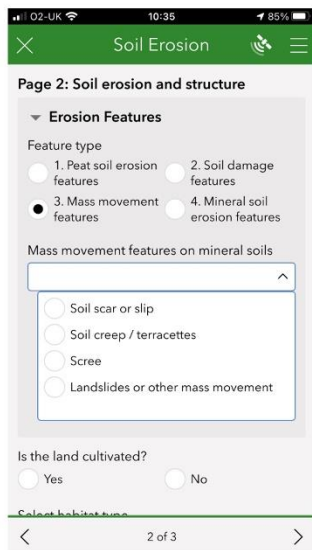 O2-UK 10:35 85%
Soil Erosion
Page 2: Soil erosion and structure
Erosion Features
Feature type
1. Peat soil erosion features
2. Soil damage features
3. Mass movement features
4. Mineral soil erosion features
Mass movement features on mineral soils
Soil scar or slip
Soil creep / terracettes
Scree
Landslides or other mass movement
Is the land cultivated?
Yes No
Select habitat type
2 of 3